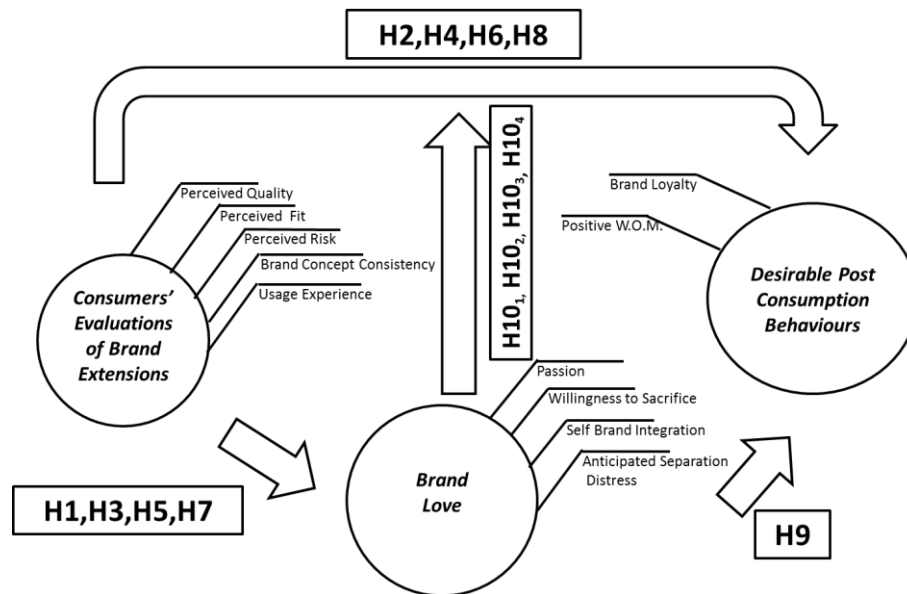 H2,H4,H6,H8
H10₁, H10₂, H10₃, H10₄
Perceived Quality
Perceived Fit
Perceived Risk
Brand Concept Consistency
Usage Experience
Consumers’
Evaluations
of Brand
Extensions
Brand Loyalty
Positive W.O.M.
Desirable Post
Consumption
Behaviours
Passion
Willingness to Sacrifice
Self Brand Integration
Anticipated Separation
Distress
Brand
Love
H1,H3,H5,H7
H9